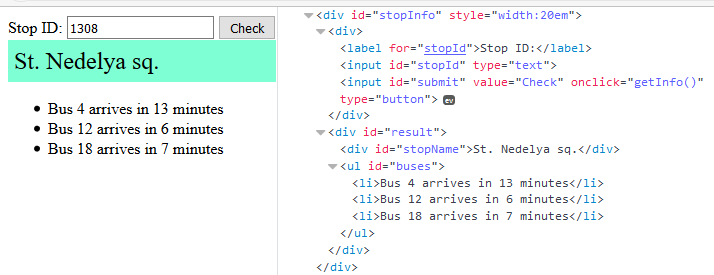 Stop ID: 1308 Check
St. Nedelya sq.
Bus 4 arrives in 13 minutes
Bus 12 arrives in 6 minutes
Bus 18 arrives in 7 minutes
<div id="stopInfo" style="width:20em">
<div>
<label for="stopId">Stop ID:</label>
<input id="stopId" type="text">
<input id="submit" value="Check" onclick="getInfo()"
type="button"> ev
</div>
<div id="result">
<div id="stopName">St. Nedelya sq.</div>
<ul id="buses">
<li>Bus 4 arrives in 13 minutes</li>
<li>Bus 12 arrives in 6 minutes</li>
<li>Bus 18 arrives in 7 minutes</li>
</ul>
</div>
</div>